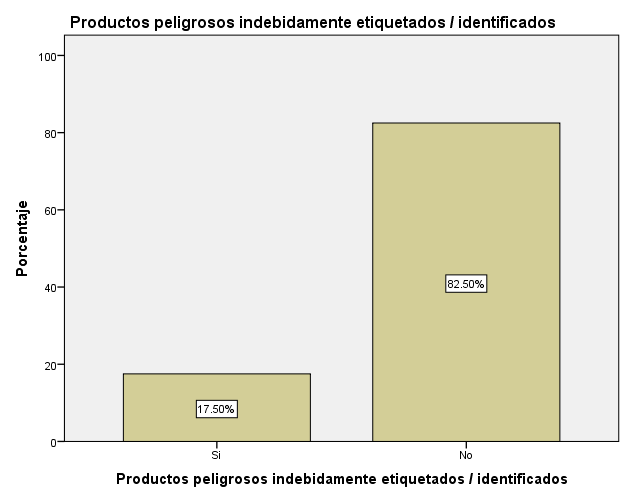 Productos peligrosos indebidamente etiquetados / identificados
100
80
60
40
20
0
Porcentaje
82.50%
17.50%
Si
No
Productos peligrosos indebidamente etiquetados / identificados